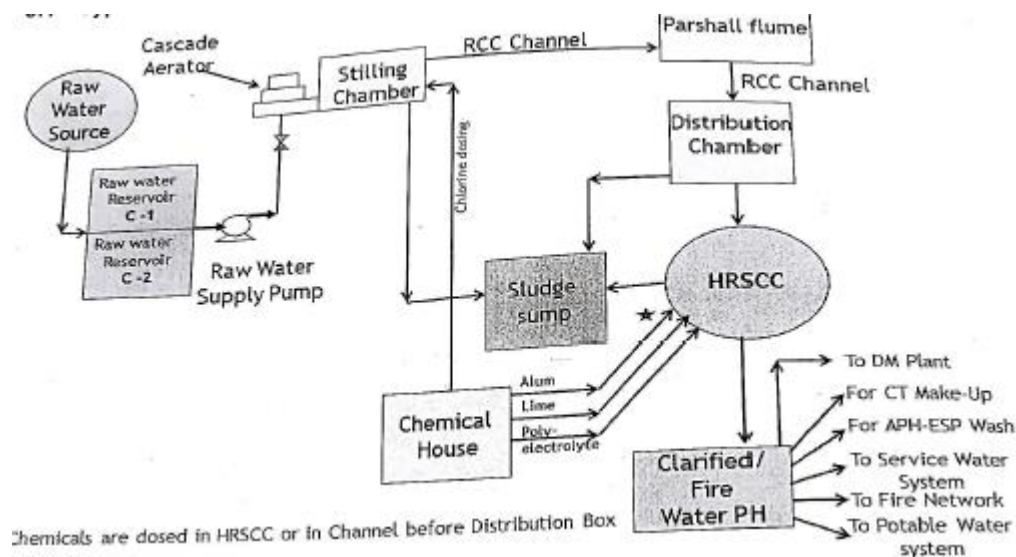 Cascade
Aerator
Raw
Water
Source
Stilling
Chamber
RCC Channel
Parshall flume
RCC Channel
Distribution
Chamber
Raw water
Reservoir
C -1
Raw water
Reservoir
C -2
Raw Water
Supply Pump
Chlorine dosing
Sludge
sump
HRSCC
Alum
Lime
Poly-
electrolyte
Chemical
House
Clarified/
Fire
Water PH
To DM Plant
For CT Make-Up
For APH-ESP Wash
To Service Water
System
To Fire Network
To Potable Water
system
Chemicals are dosed in HRSCC or in Channel before Distribution Box